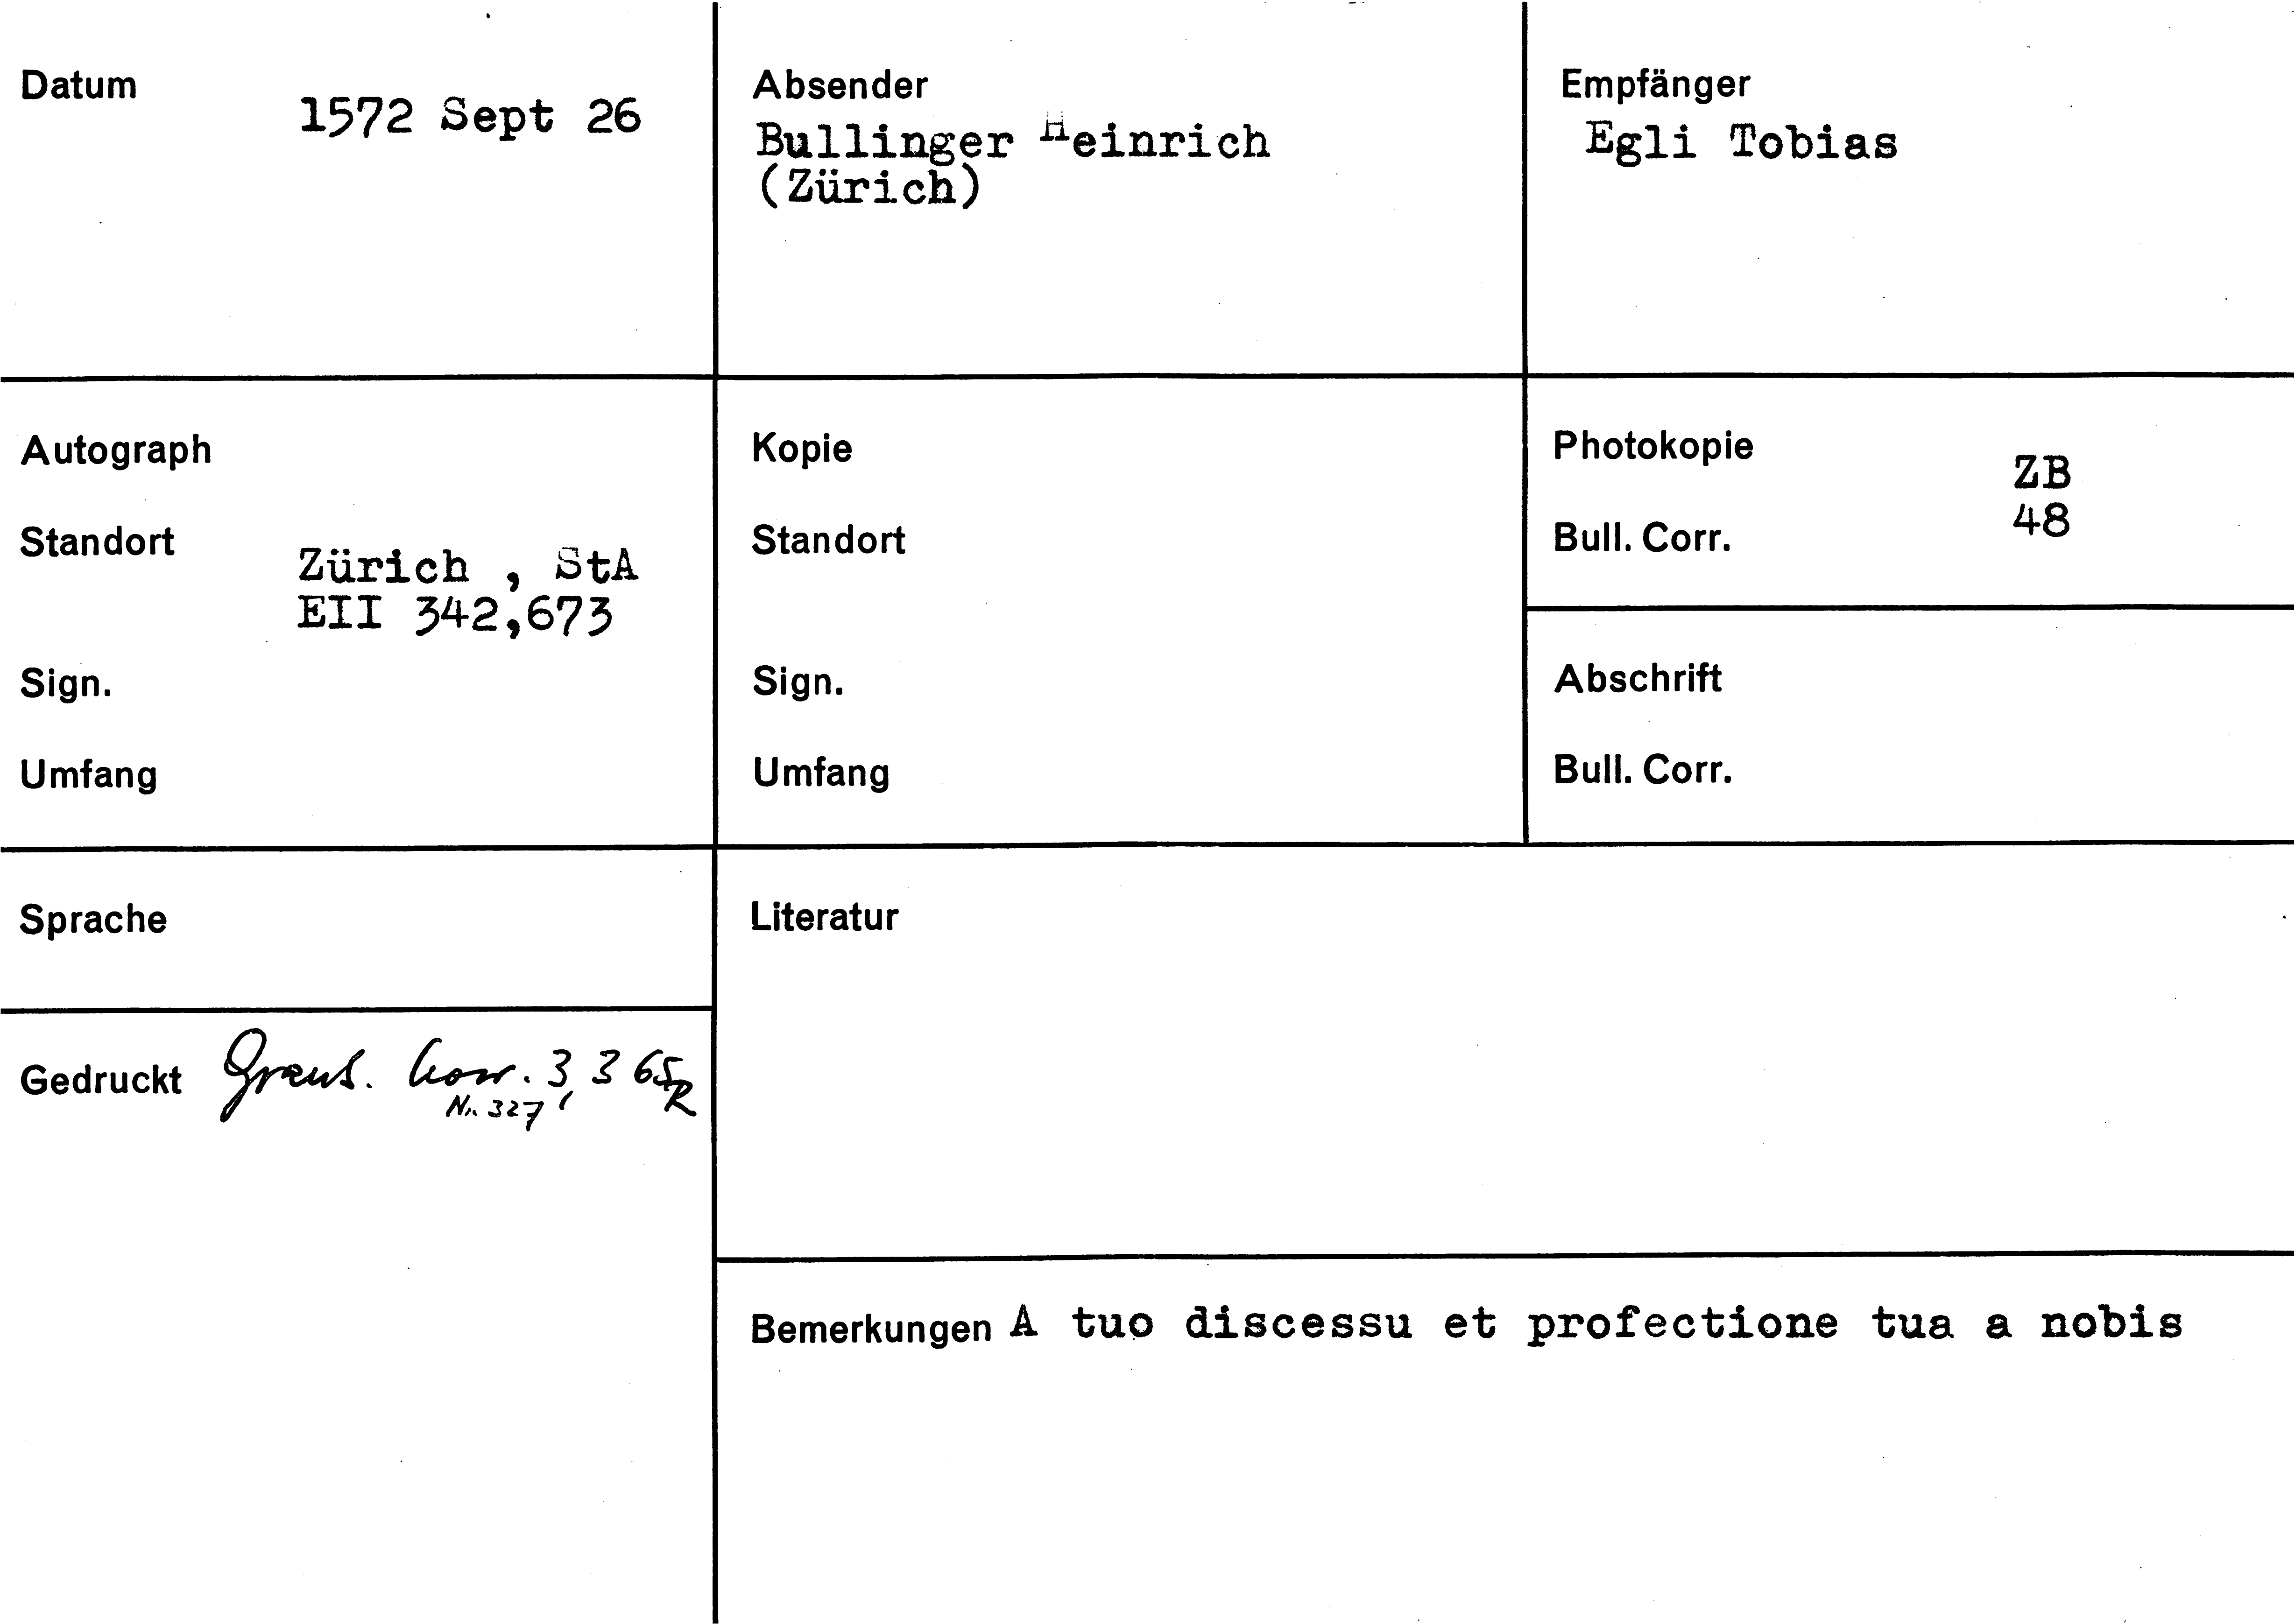 Datum
1572 Sept 26
Absender
Bullinger Heinrich
(Zürich)
Empfänger
Egli Tobias
Autograph
Standort
Zürich , StA
EII 342,673
Sign.
Umfang
Kopie
Standort
Sign.
Umfang
Photokopie
ZB
Bull. Corr.
48
Abschrift
Bull. Corr.
Sprache
Gedruckt Graub. Corr. 3, 365 R
Nr. 327
Literatur
Bemerkungen A tuo discessu et profectione tua a nobis